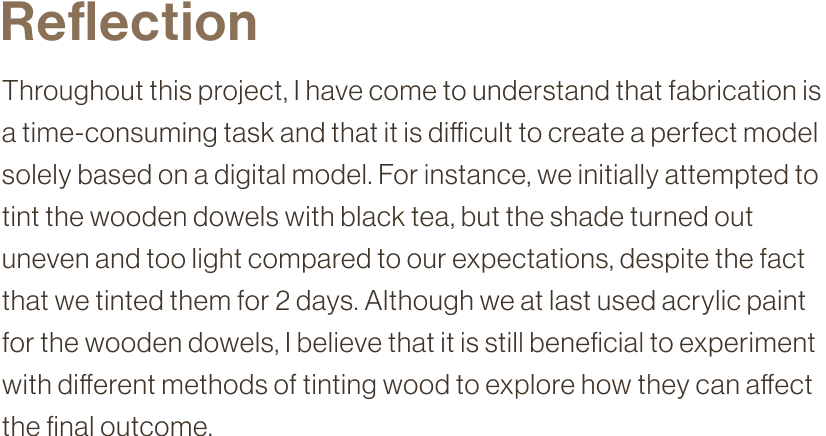 Reflection
Throughout this project, I have come to understand that fabrication is
a time-consuming task and that it is difficult to create a perfect model
solely based on a digital model. For instance, we initially attempted to
tint the wooden dowels with black tea, but the shade turned out
uneven and too light compared to our expectations, despite the fact
that we tinted them for 2 days. Although we at last used acrylic paint
for the wooden dowels, I believe that it is still beneficial to experiment
with different methods of tinting wood to explore how they can affect
the final outcome.